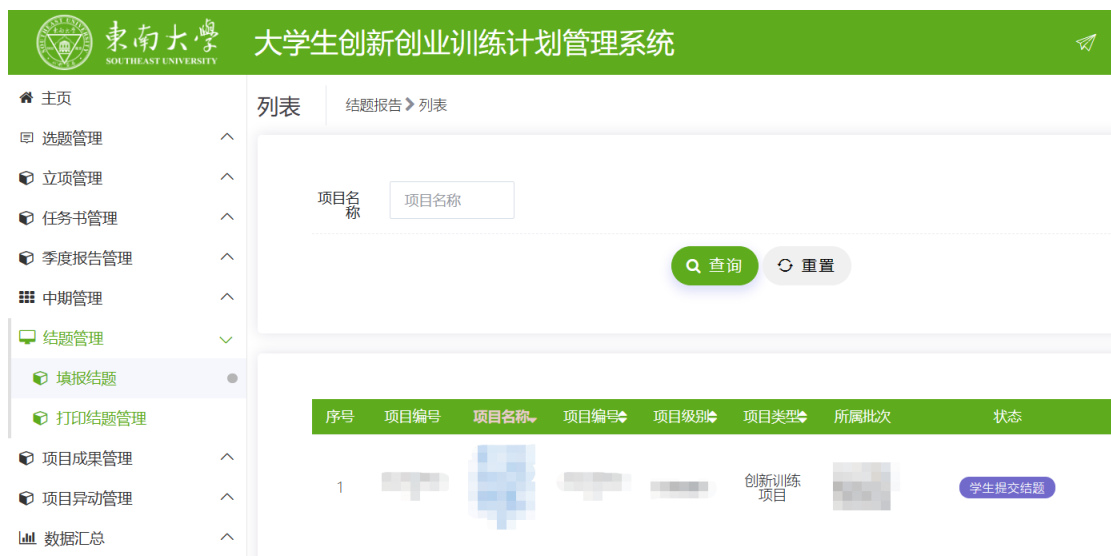 東南大學
SOUTHEAST UNIVERSITY
大学生创新创业训练计划管理系统
主页
选题管理
立项管理
任务书管理
季度报告管理
中期管理
结题管理
填报结题
打印结题管理
项目成果管理
项目异动管理
数据汇总
列表
结题报告 列表
项目名
称
项目名称
查询 重置
序号 项目编号 项目名称 项目编号 项目级别 项目类型 所属批次 状态
1 创新训练 学生提交结题
项目